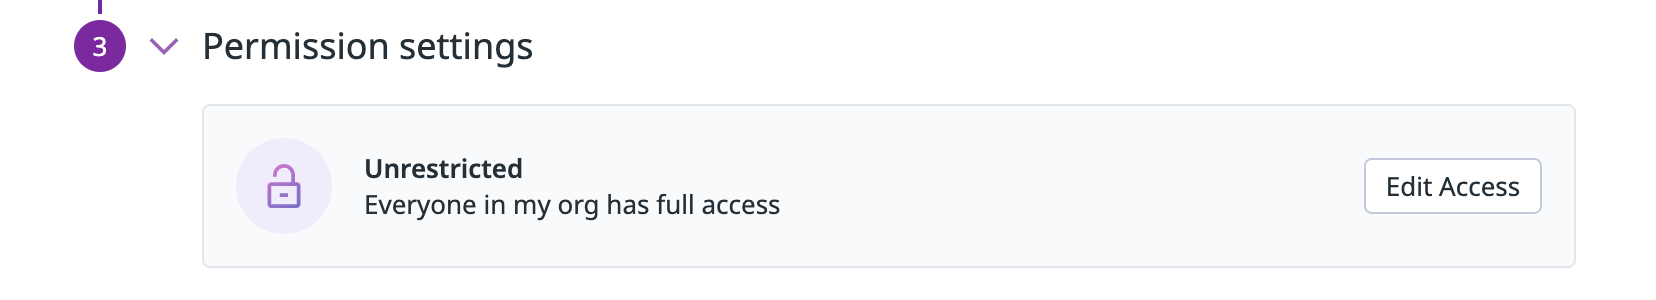 3 Permission settings
Unrestricted
Everyone in my org has full access
Edit Access